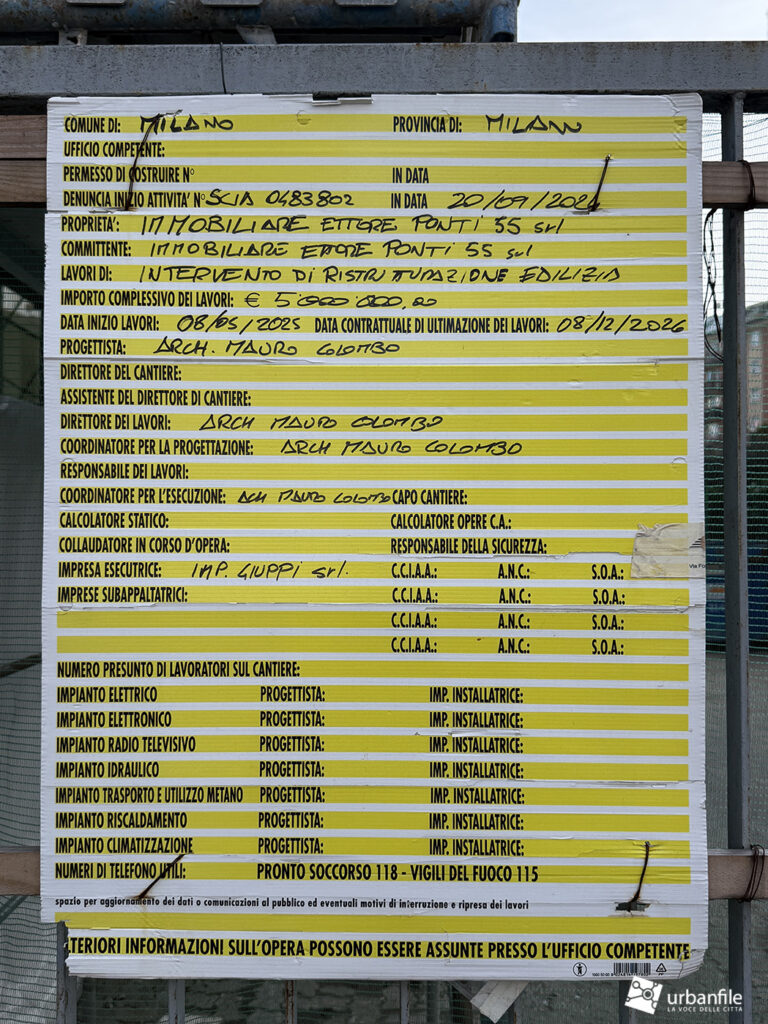 COMUNE DI: MILANO PROVINCIA DI: MILANO
UFFICIO COMPETENTE:
PERMESSO DI COSTRUIRE N° IN DATA
DENUNCIA INIZIO ATTIVITA' N° SCIA 0483802 IN DATA 20/09/2024
PROPRIETA': IMMOBILIARE ETTORE PONTI 55 srl
COMMITTENTE: IMMOBILIARE ETTORE PONTI 55 srl
LAVORI DI: INTERVENTO DI RISTRUTTURAZIONE EDILIZIA
IMPORTO COMPLESSIVO DEI LAVORI: € 5'000'000,00
DATA INIZIO LAVORI: 08/05/2025 DATA CONTRATTUALE DI ULTIMAZIONE DEI LAVORI: 08/12/2026
PROGETTISTA: ARCH. MAURO COLOMBO
DIRETTORE DEL CANTIERE:
ASSISTENTE DEL DIRETTORE DI CANTIERE:
DIRETTORE DEI LAVORI: ARCH MAURO COLOMBO
COORDINATORE PER LA PROGETTAZIONE: ARCH MAURO COLOMBO
RESPONSABILE DEI LAVORI:
COORDINATORE PER L'ESECUZIONE: ACH MAURO COLOMBO CAPO CANTIERE:
CALCOLATORE STATICO: CALCOLATORE OPERE C.A.:
COLLAUDATORE IN CORSO D'OPERA: RESPONSABILE DELLA SICUREZZA:
IMPRESA ESECUTRICE: IMP. GIUPPI srl. C.C.I.A.A.: A.N.C.: S.O.A.:
IMPRESE SUBAPPALTATRICI: C.C.I.A.A.: A.N.C.: S.O.A.:
C.C.I.A.A.: A.N.C.: S.O.A.:
C.C.I.A.A.: A.N.C.: S.O.A.:
NUMERO PRESUNTO DI LAVORATORI SUL CANTIERE:
IMPIANTO ELETTRICO PROGETTISTA: IMP. INSTALLATRICE:
IMPIANTO ELETTRONICO PROGETTISTA: IMP. INSTALLATRICE:
IMPIANTO RADIO TELEVISIVO PROGETTISTA: IMP. INSTALLATRICE:
IMPIANTO IDRAULICO PROGETTISTA: IMP. INSTALLATRICE:
IMPIANTO TRASPORTO E UTILIZZO METANO PROGETTISTA: IMP. INSTALLATRICE:
IMPIANTO RISCALDAMENTO PROGETTISTA: IMP. INSTALLATRICE:
IMPIANTO CLIMATIZZAZIONE PROGETTISTA: IMP. INSTALLATRICE:
NUMERI DI TELEFONO UTILI: PRONTO SOCCORSO 118 - VIGILI DEL FUOCO 115
spazio per aggiornamento dei dati o comunicazioni al pubblico ed eventuali motivi di interruzione e ripresa dei lavori
LTERIORI INFORMAZIONI SULL'OPERA POSSONO ESSERE ASSUNTE PRESSO L'UFFICIO COMPETENTE
urbanfile
LA VOCE DELLE CITTÀ